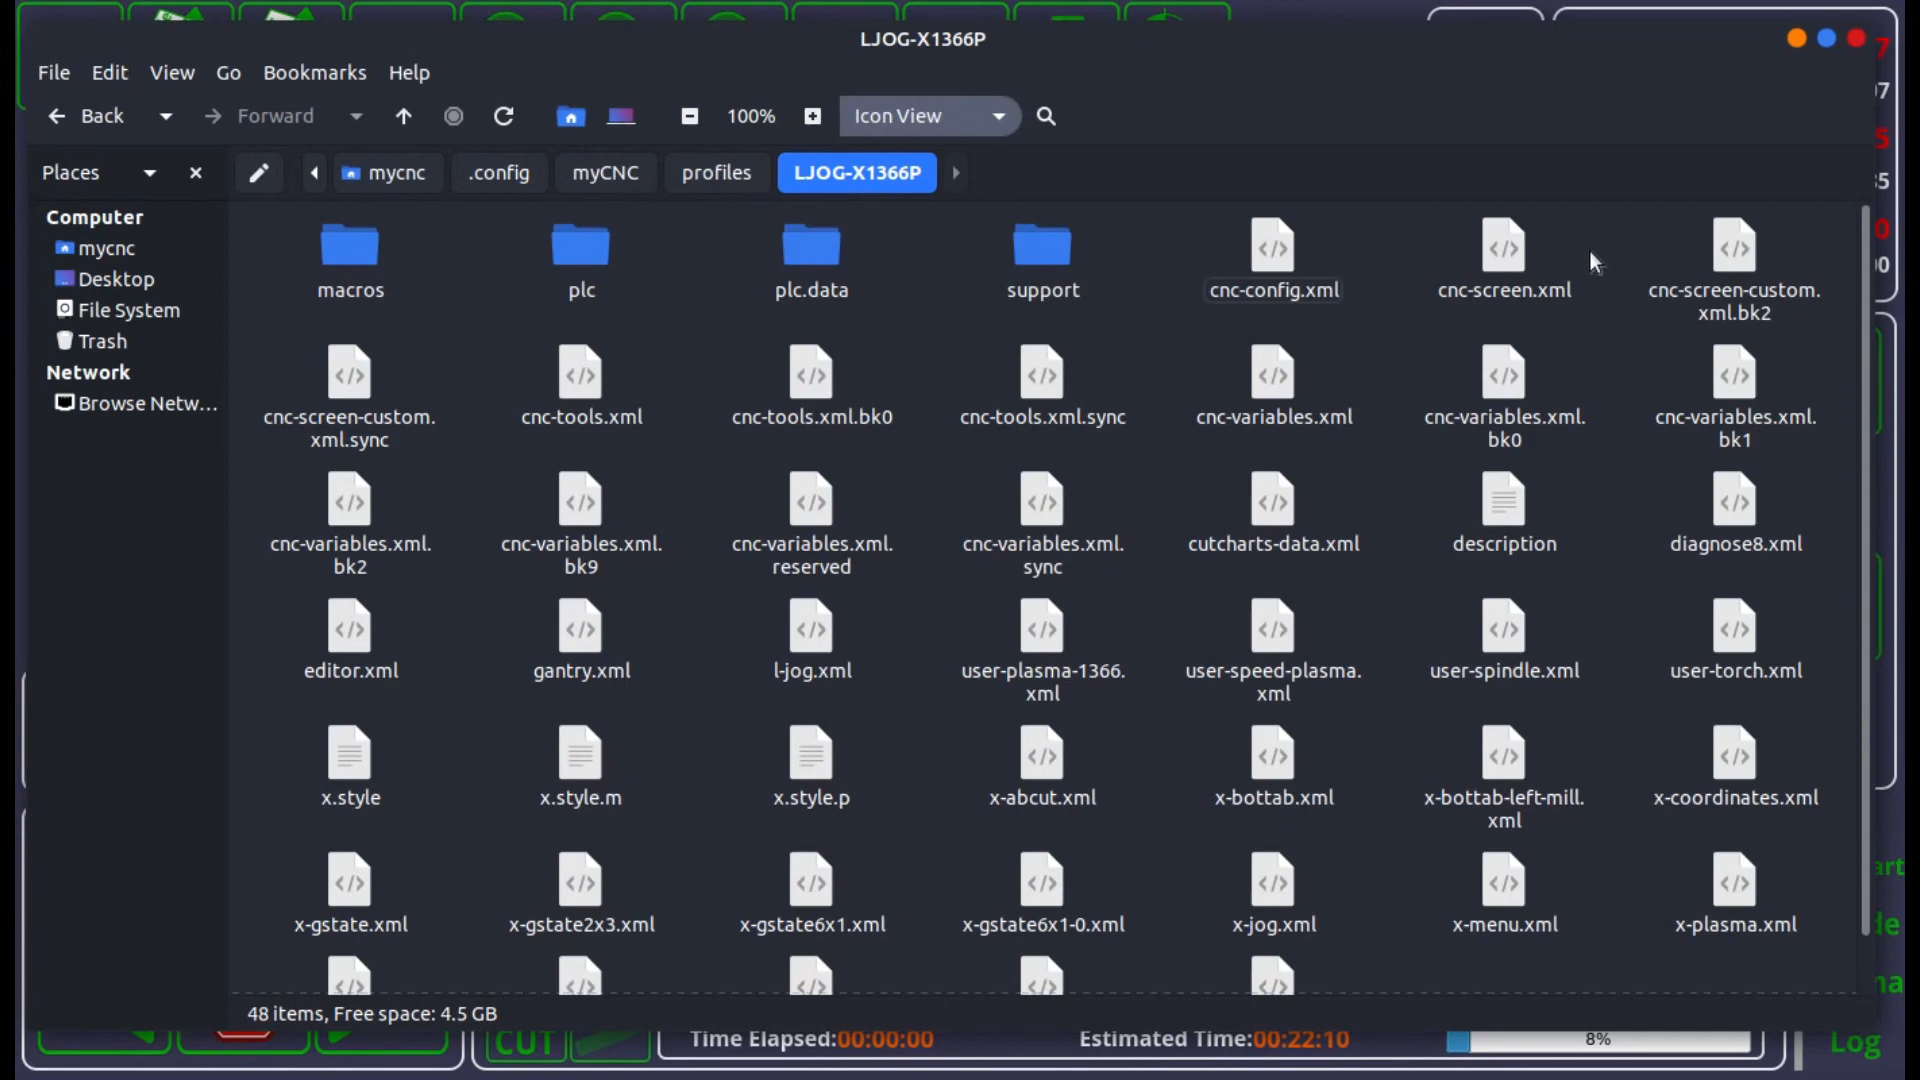 LJOG-X1366P
7
File Edit View Go Bookmarks Help
Back Forward 100% Icon View
Places mycnc .config myCNC profiles LJOG-X1366P
Computer
mycnc
Desktop
File System
Trash
Network
Browse Netw...
macros plc plc.data support cnc-config.xml cnc-screen.xml cnc-screen-custom.
xml.bk2
cnc-screen-custom. cnc-tools.xml cnc-tools.xml.bk0 cnc-tools.xml.sync cnc-variables.xml cnc-variables.xml. cnc-variables.xml.
xml.sync bk0 bk1
cnc-variables.xml. cnc-variables.xml. cnc-variables.xml. cnc-variables.xml. cutcharts-data.xml description diagnose8.xml
bk2 bk9 reserved sync
editor.xml gantry.xml l-jog.xml user-plasma-1366. user-speed-plasma. user-spindle.xml user-torch.xml
xml xml
x.style x.style.m x.style.p x-abcut.xml x-bottab.xml x-bottab-left-mill. x-coordinates.xml
xml
x-gstate.xml x-gstate2x3.xml x-gstate6x1.xml x-gstate6x1-0.xml x-jog.xml x-menu.xml x-plasma.xml
48 items, Free space: 4.5 GB
CUT Time Elapsed:00:00:00 Estimated Time:00:22:10 8% Log